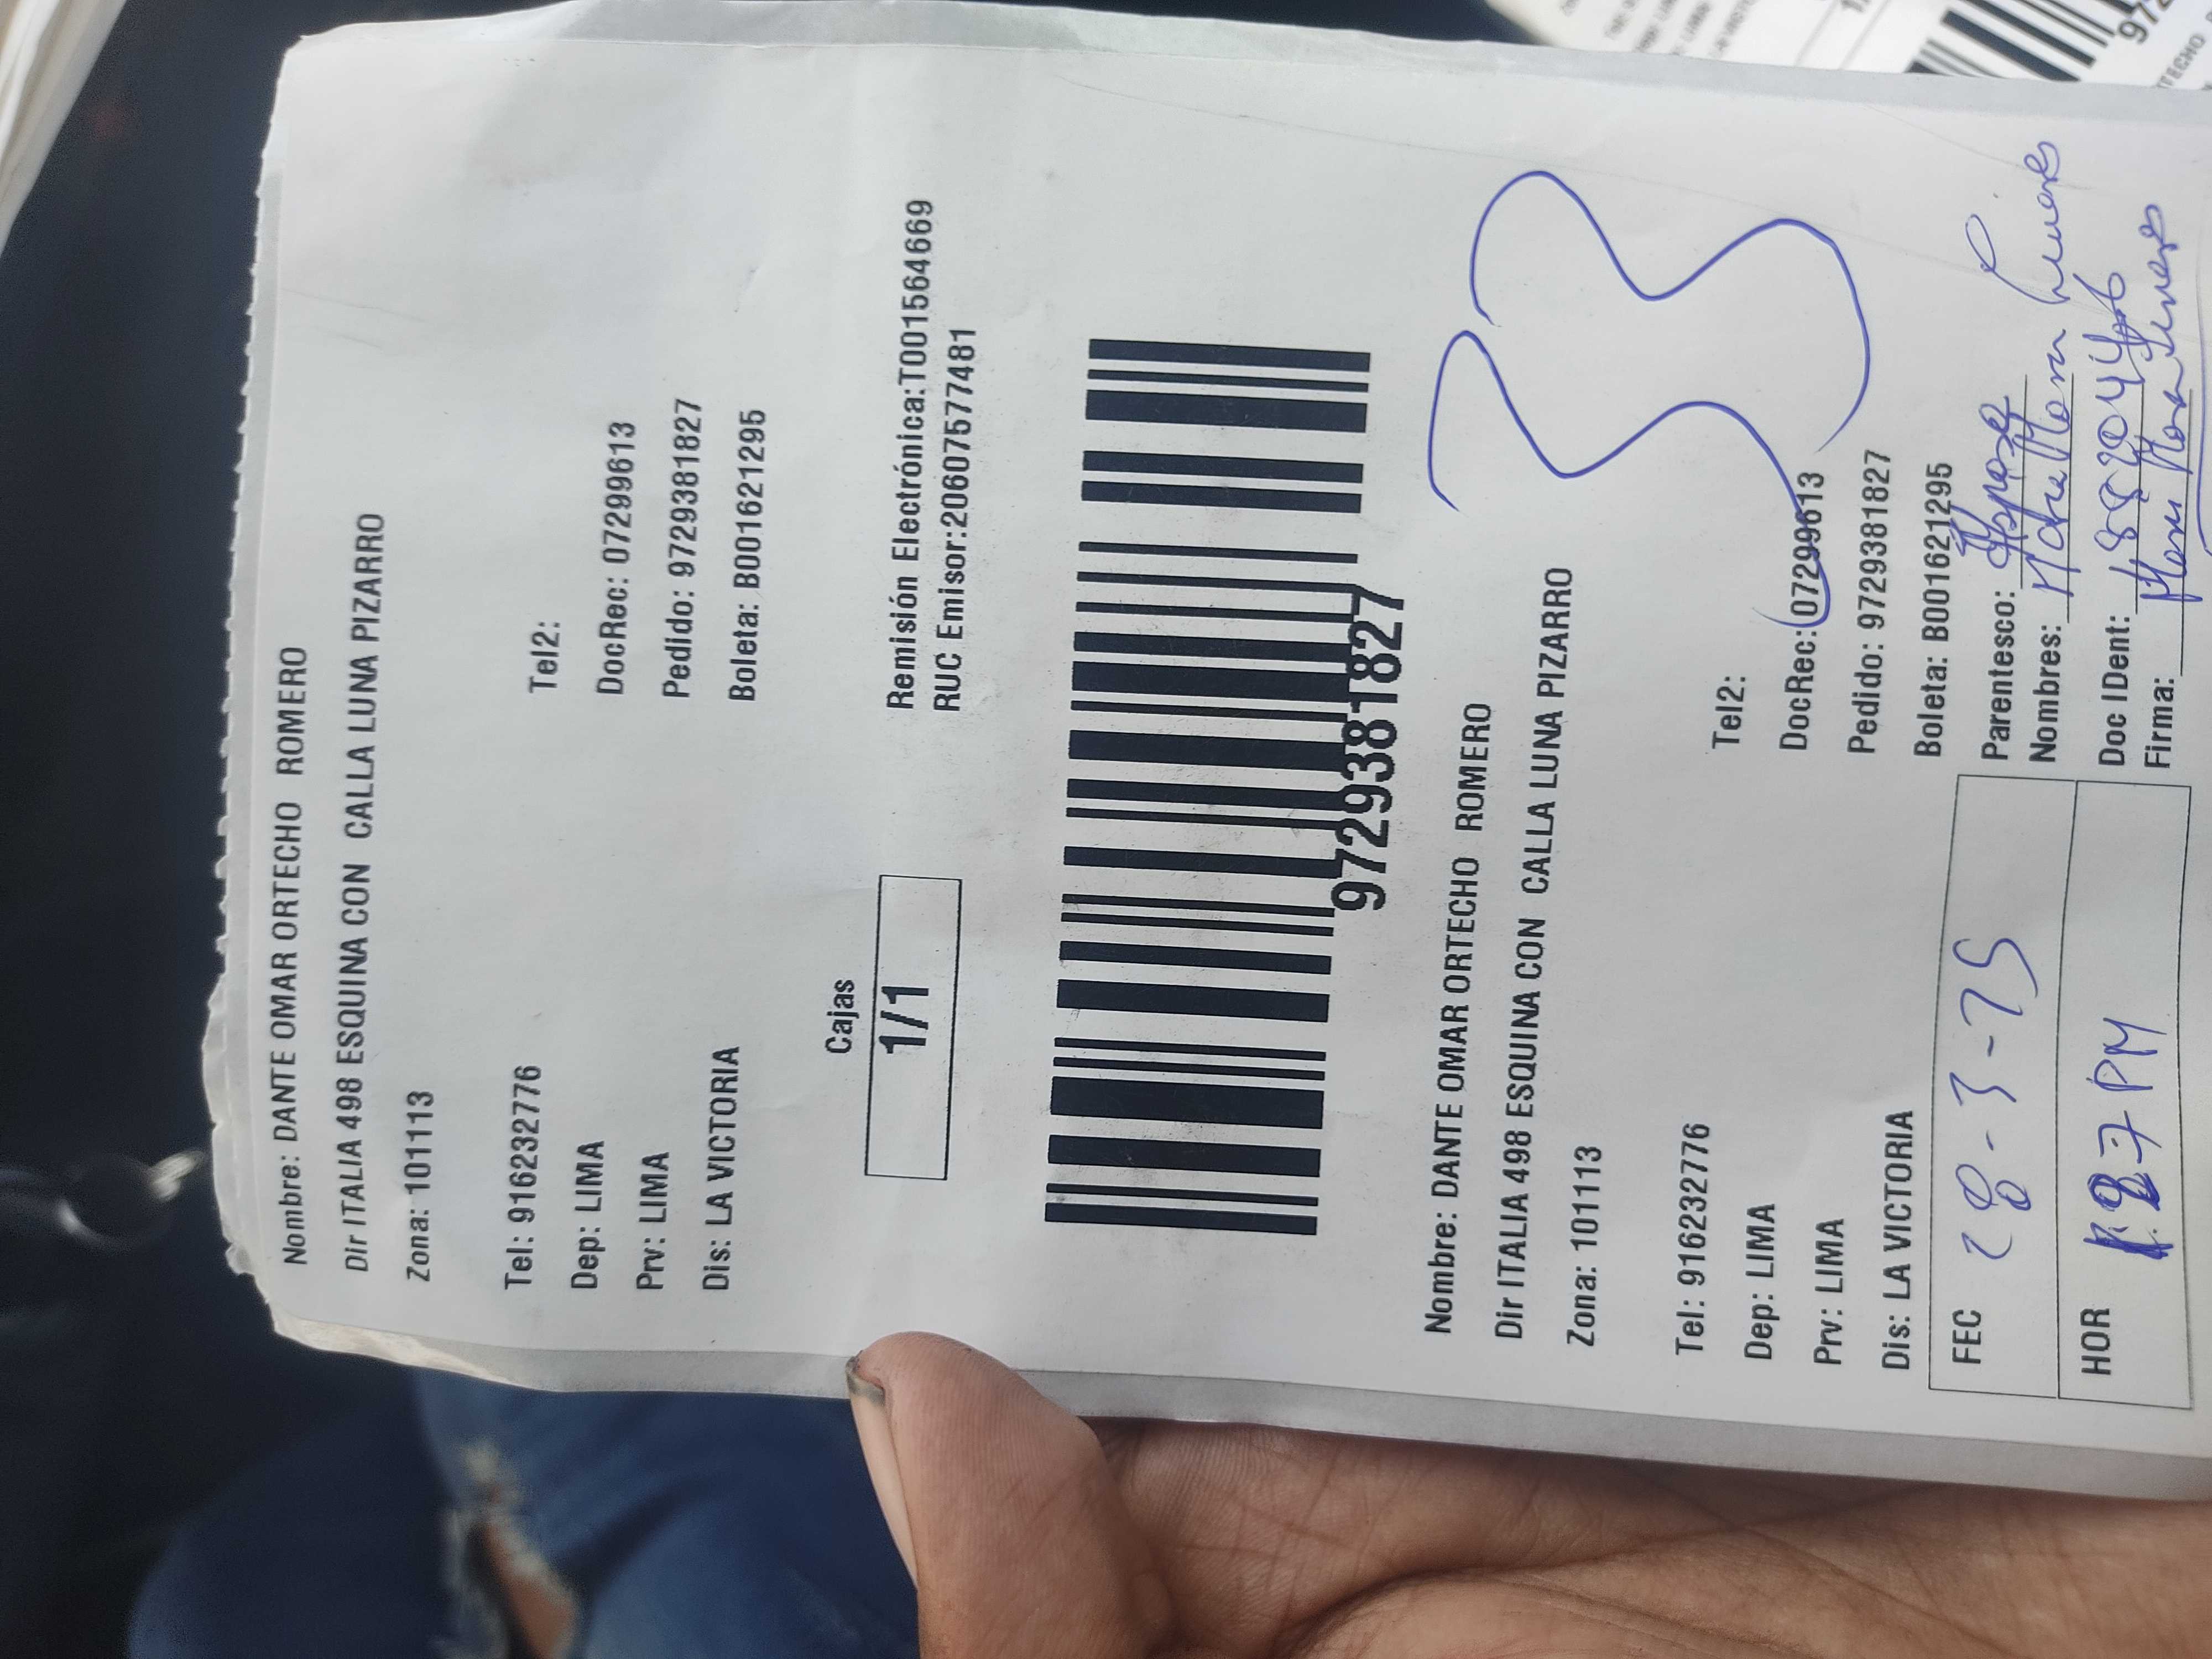 Nombre: DANTE OMAR ORTECHO ROMERO
Dir ITALIA 498 ESQUINA CON CALLA LUNA PIZARRO
Zona: 101113
Tel: 916232776 Tel2:
Dep: LIMA DocRec: 07299613
Prv: LIMA Pedido: 9729381827
Dis: LA VICTORIA Boleta: B001621295
Cajas
1/1
Remisión Electrónica:T001564669
RUC Emisor:20607577481
9729381827
Nombre: DANTE OMAR ORTECHO ROMERO
Dir ITALIA 498 ESQUINA CON CALLA LUNA PIZARRO
Zona: 101113
Tel: 916232776 Tel2:
Dep: LIMA DocRec: 07299613
Prv: LIMA Pedido: 9729381827
Dis: LA VICTORIA Boleta: B001621295
FEC 28-3-25
Parentesco: Esposa
Nombres:
HOR PM
Doc IDent:
Firma: